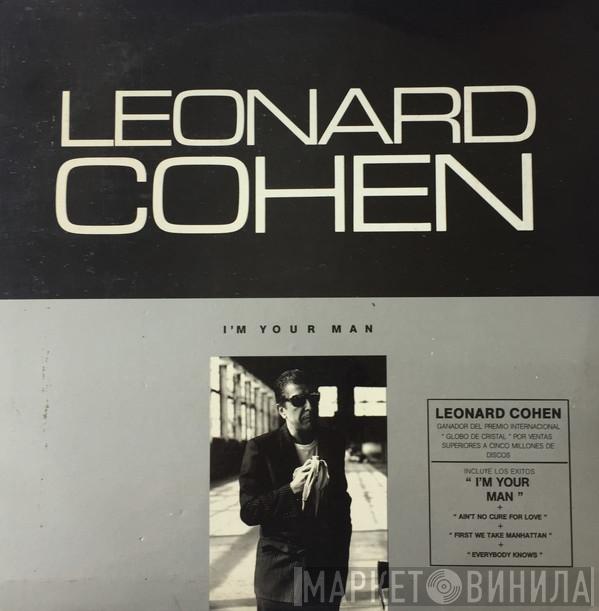 LEONARD
COHEN
I'M YOUR MAN
LEONARD COHEN
GANADOR DEL PREMIO INTERNACIONAL
" GLOBO DE CRISTAL " POR VENTAS
SUPERIORES A CINCO MILLONES DE
DISCOS
INCLUYE LOS EXITOS
" I'M YOUR
MAN "
+
" AIN'T NO CURE FOR LOVE "
+
" FIRST WE TAKE MANHATTAN "
+
" EVERYBODY KNOWS "
МАРКЕТ ВИНИЛА